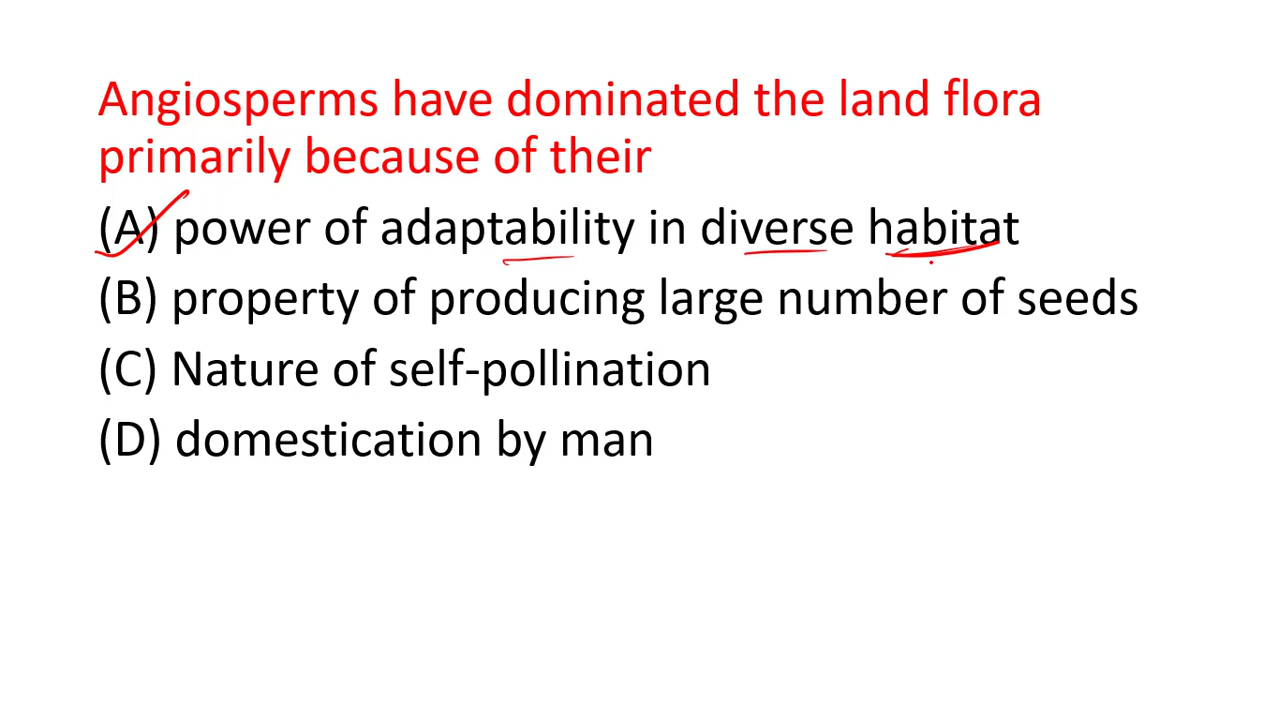 Angiosperms have dominated the land flora
primarily because of their
(A) power of adaptability in diverse habitat
(B) property of producing large number of seeds
(C) Nature of self-pollination
(D) domestication by man